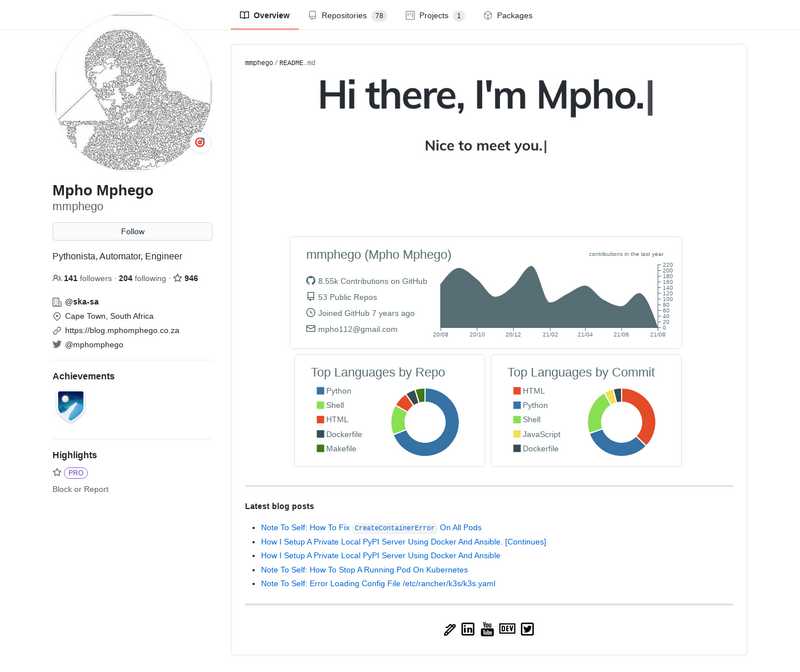 Overview
Repositories 78
Projects 1
Packages
Mpho Mphego
mmphego
Follow
Pythonista, Automator, Engineer
141 followers · 204 following · 946
@ska-sa
Cape Town, South Africa
https://blog.mphomphego.co.za
@mphomphego
Achievements
Highlights
PRO
Block or Report
mmphego / README.md
Hi there, I'm Mpho.|
Nice to meet you.|
mmphego (Mpho Mphego)
8.55k Contributions on GitHub
53 Public Repos
Joined GitHub 7 years ago
mpho112@gmail.com
contributions in the last year
220
200
180
160
140
120
100
80
60
40
20
0
20/08 20/10 20/12 21/02 21/04 21/06 21/08
Top Languages by Repo
Python
Shell
HTML
Dockerfile
Makefile
Top Languages by Commit
HTML
Python
Shell
JavaScript
Dockerfile
Latest blog posts
Note To Self: How To Fix CreateContainerError On All Pods
How I Setup A Private Local PyPI Server Using Docker And Ansible. [Continues]
How I Setup A Private Local PyPI Server Using Docker And Ansible
Note To Self: How To Stop A Running Pod On Kubernetes
Note To Self: Error Loading Config File /etc/rancher/k3s/k3s.yaml
in You Tube DEV